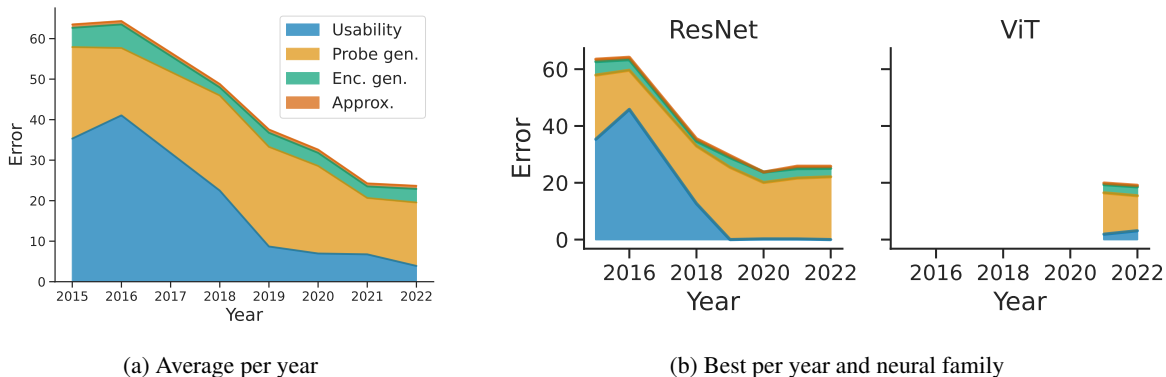 Error
60
50
40
30
20
10
0
2015 2016 2017 2018 2019 2020 2021 2022
Year
Usability
Probe gen.
Enc. gen.
Approx.
(a) Average per year
ResNet
ViT
Error
60
40
20
0
2016 2018 2020 2022
Year
2016 2018 2020 2022
Year
(b) Best per year and neural family